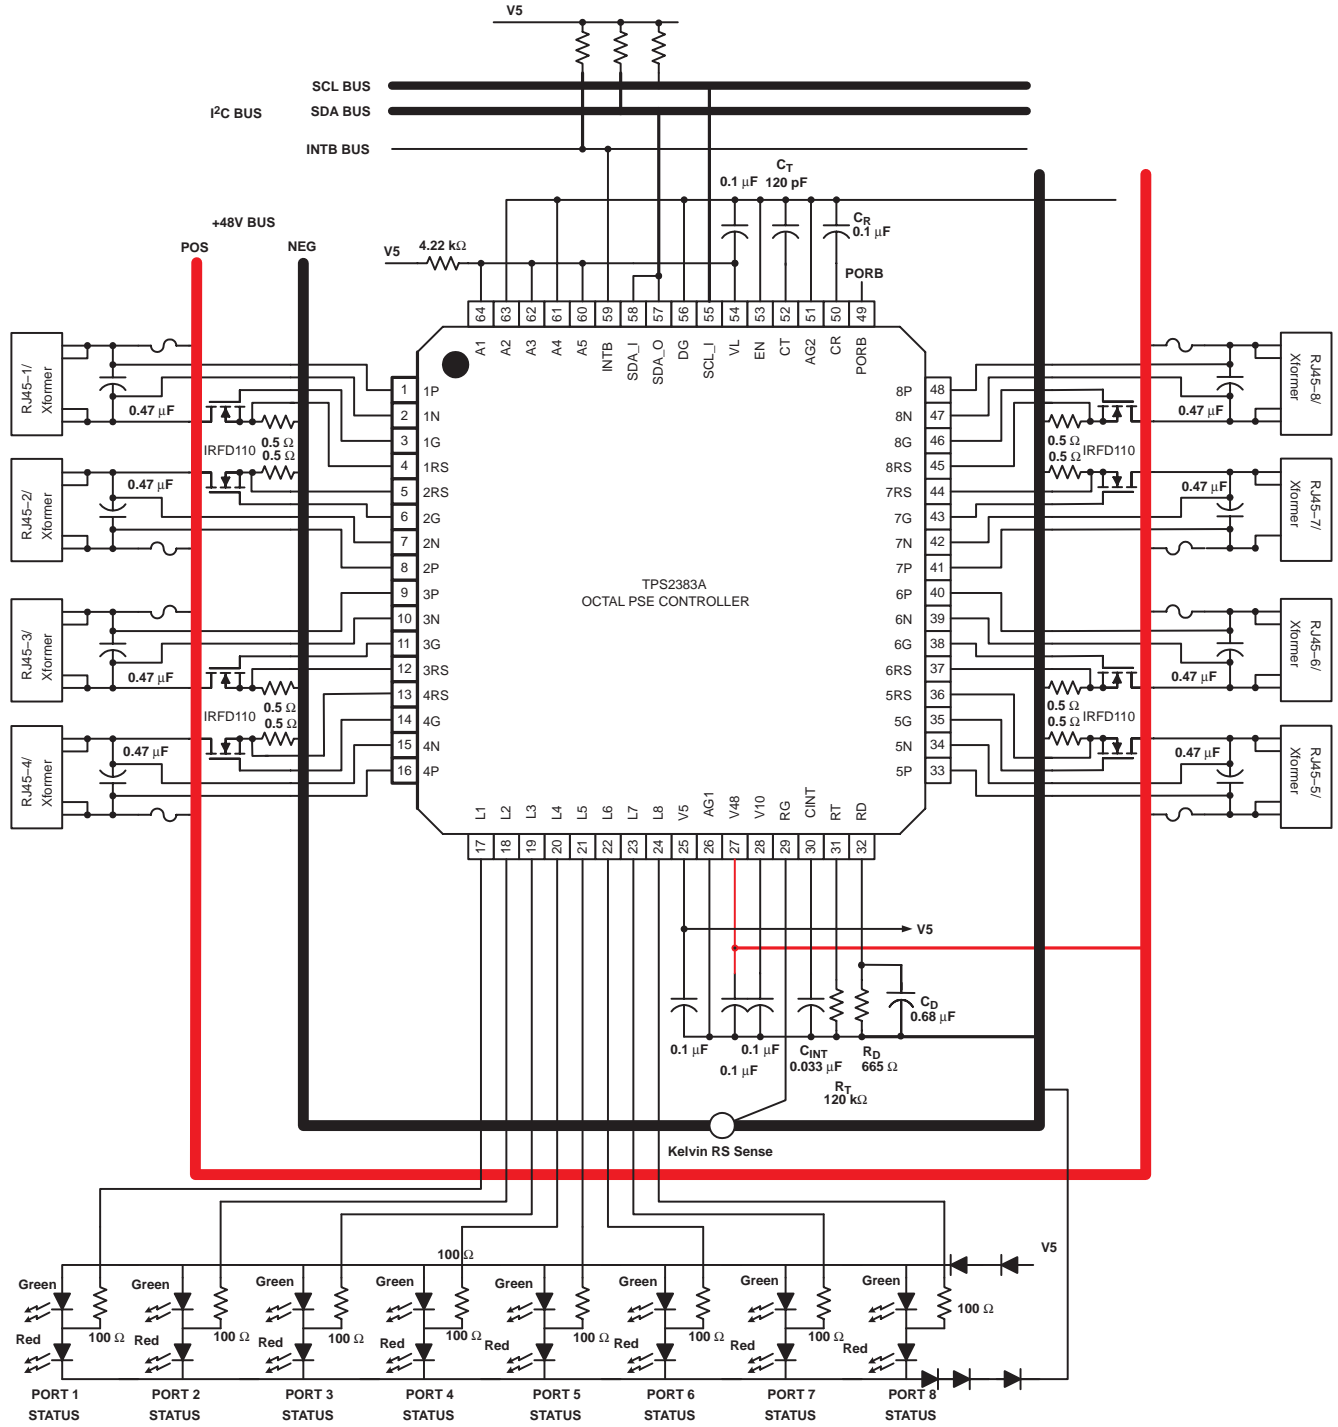 V5
SCL BUS
I²C BUS
SDA BUS
INTB BUS
C_T
0.1 μF
120 pF
C_R
0.1 μF
+48V BUS
POS
NEG
V5
4.22 kΩ
PORB
64 63 62 61 60 59 58 57 56 55 54 53 52 51 50 49
A1 A2 A3 A4 A5 INTB SDA_I SDA_O DG SCL_I VL EN CT AG2 CR PORB
RJ45–1/
Xformer
0.47 μF
IRFD110
0.5 Ω
0.5 Ω
RJ45–2/
Xformer
0.47 μF
RJ45–3/
Xformer
0.47 μF
IRFD110
0.5 Ω
0.5 Ω
RJ45–4/
Xformer
0.47 μF
1 1P
2 1N
3 1G
4 1RS
5 2RS
6 2G
7 2N
8 2P
9 3P
10 3N
11 3G
12 3RS
13 4RS
14 4G
15 4N
16 4P
TPS2383A
OCTAL PSE CONTROLLER
8P 48
8N 47
8G 46
8RS 45
7RS 44
7G 43
7N 42
7P 41
6P 40
6N 39
6G 38
6RS 37
5RS 36
5G 35
5N 34
5P 33
RJ45–8/
Xformer
0.47 μF
0.5 Ω
0.5 Ω
IRFD110
RJ45–7/
Xformer
0.47 μF
RJ45–6/
Xformer
0.47 μF
0.5 Ω
0.5 Ω
IRFD110
RJ45–5/
Xformer
0.47 μF
L1 L2 L3 L4 L5 L6 L7 L8 V5 AG1 V48 V10 RG CINT RT RD
17 18 19 20 21 22 23 24 25 26 27 28 29 30 31 32
V5
C_D
0.68 μF
0.1 μF
0.1 μF
0.1 μF
C_INT
0.033 μF
R_D
665 Ω
R_T
120 kΩ
Kelvin RS Sense
V5
100 Ω
Green Green Green Green Green Green Green Green
100 Ω
Red Red Red Red Red Red Red Red
100 Ω 100 Ω 100 Ω 100 Ω 100 Ω 100 Ω 100 Ω
PORT 1 PORT 2 PORT 3 PORT 4 PORT 5 PORT 6 PORT 7 PORT 8
STATUS STATUS STATUS STATUS STATUS STATUS STATUS STATUS